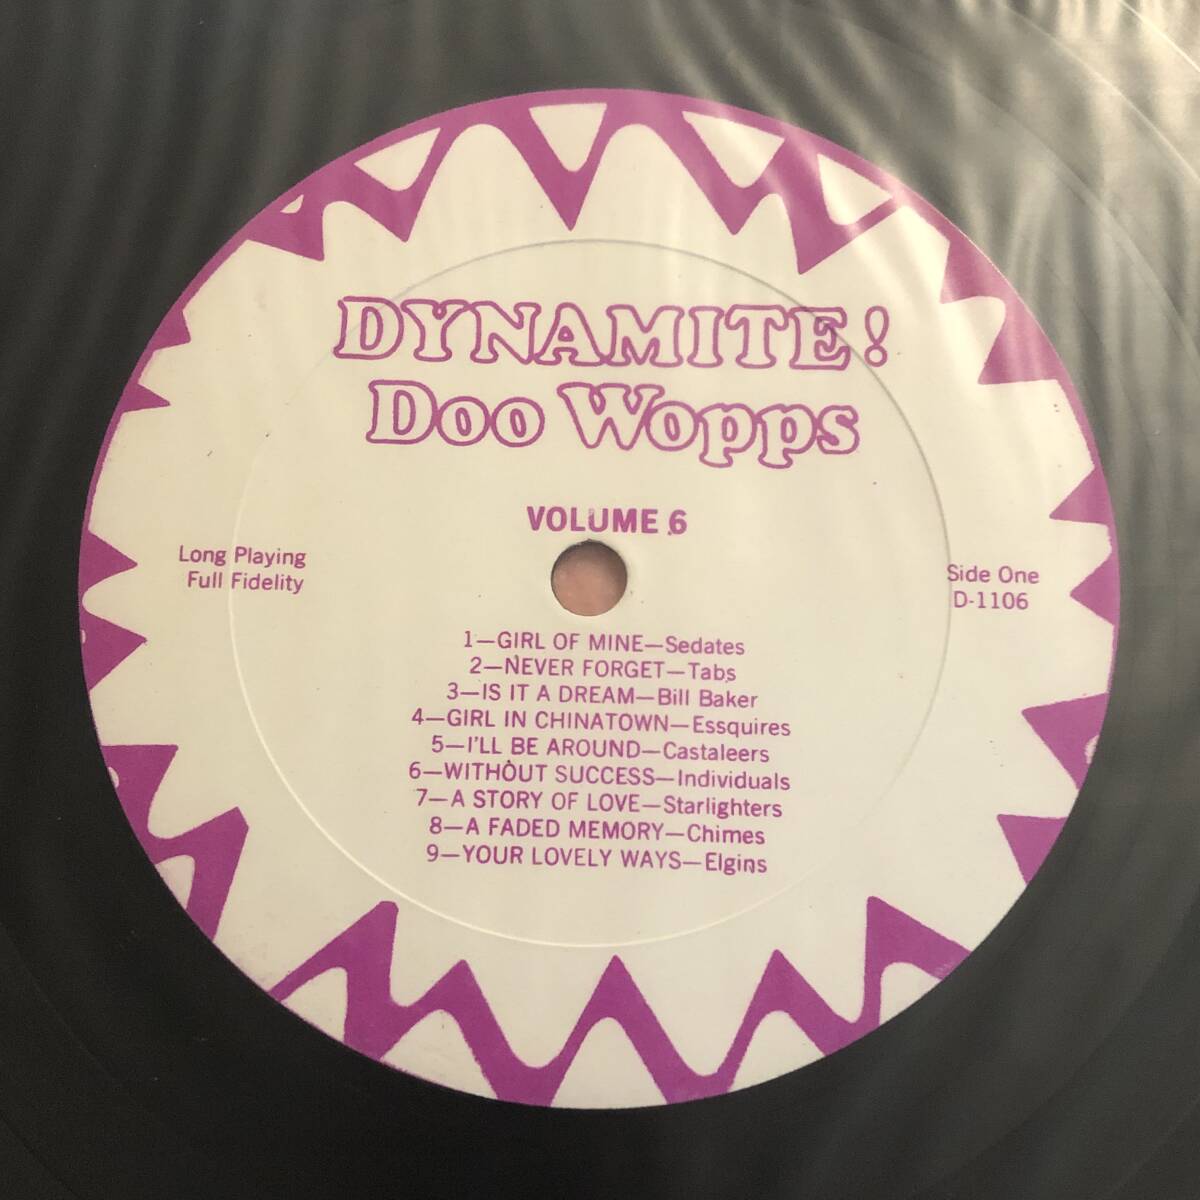 DYNAMITE!
Doo Wopps
VOLUME 6
Long Playing
Full Fidelity
Side One
D-1106
1—GIRL OF MINE—Sedates
2—NEVER FORGET—Tabs
3—IS IT A DREAM—Bill Baker
4—GIRL IN CHINATOWN—Essquires
5—I'LL BE AROUND—Castaleers
6—WITHOUT SUCCESS—Individuals
7—A STORY OF LOVE—Starlighters
8—A FADED MEMORY—Chimes
9—YOUR LOVELY WAYS—Elgins